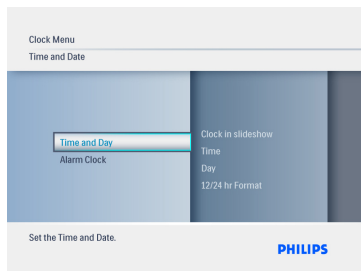 Clock Menu
Time and Date
Time and Day
Alarm Clock
Clock in slideshow
Time
Day
12/24 hr Format
Set the Time and Date.
PHILIPS